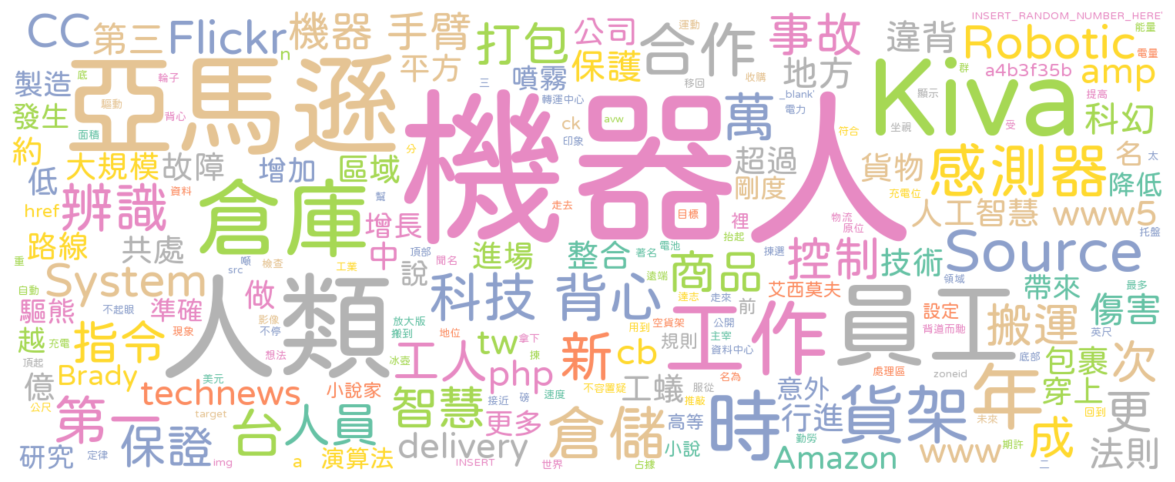 INSERT_RANDOM_NUMBER_HERE
CC 第三 Flickr 機器 手臂 打包 公司 合作 事故 違背 Robotic 能量
n 運動 群 電量
製造 底 輪子 亞馬遜 平方 噴霧 保護 三 移回 收購 地方 Kiva a4b3f35b amp
驅動 轉運中心 _blank' 顯示 提高
發生 背心 機器人 電力 萬 坐視 受 科幻
面積 分 ck avw 符合
約 大規模 故障 增加 區域 印象 超過 貨物 感測器 名 太
低 資料 倉庫 幫 剛度 充電位 降低
href 辨識 增長 走去 目標 裡 物流 人工智慧 www5
路線 共處 中 進場 整合 電池 抬起 原位 托盤
重 噸 頂部 聞名 著名 揀選 控制 技術 Source
System src 檢查 工業 說 遠端 商品 領域 帶來
自動 做 科技 背心 達志 走來 前 艾西莫夫 最多
驅熊 不起眼 準確 影像 不停 放大版 用到 空貨架 公開 設定 搬運 傷害
越 充電 指令 現象 人類 搬到 地位 tw 拿下 新 cb 主宰 規則 工作 員工 背道而馳 英尺
頂起 想法 冰壺 工人 php 揀 資料中心 處理區 底部 包裹 次
億 Brady 美元 小說家 接近 磅 速度 不容置疑 工蟻 服從 名為 意外 zoneid 穿上
公尺 technews 智慧 更多 推輓 高等 行進 時 貨架 年 未來 回到 更
第一 target 台 人員 倉儲 小說 勤勞 期許 成
研究 定律 保證 img a 演算法 delivery INSERT 世界 占據 Amazon www 二 法則